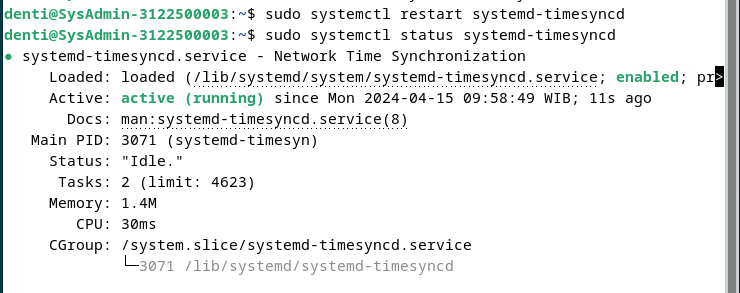 denti@SysAdmin-3122500003:~$ sudo systemctl restart systemd-timesyncd
denti@SysAdmin-3122500003:~$ sudo systemctl status systemd-timesyncd
● systemd-timesyncd.service - Network Time Synchronization
     Loaded: loaded (/lib/systemd/system/systemd-timesyncd.service; enabled; pr>
     Active: active (running) since Mon 2024-04-15 09:58:49 WIB; 11s ago
       Docs: man:systemd-timesyncd.service(8)
   Main PID: 3071 (systemd-timesyn)
     Status: "Idle."
      Tasks: 2 (limit: 4623)
     Memory: 1.4M
        CPU: 30ms
     CGroup: /system.slice/systemd-timesyncd.service
             └─3071 /lib/systemd/systemd-timesyncd